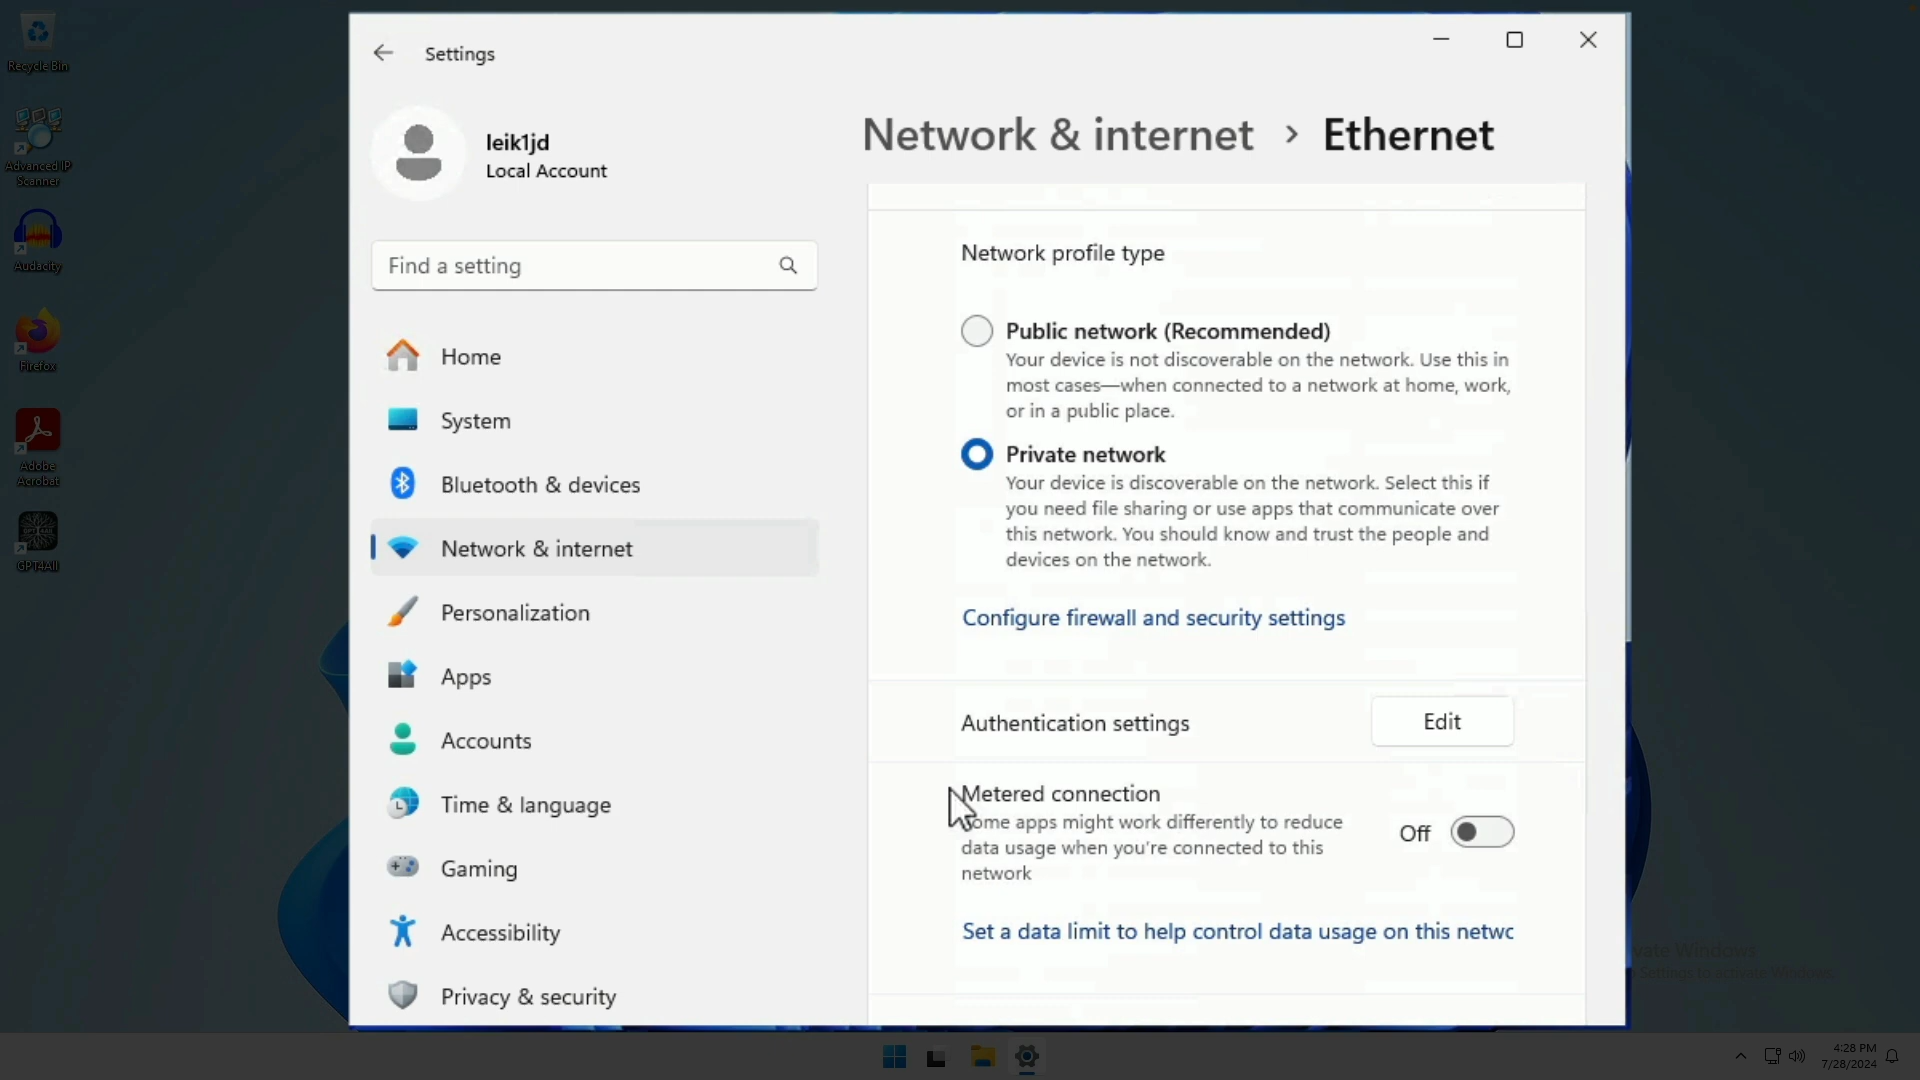 Recycle Bin
Advanced IP
Scanner
Audacity
Firefox
Adobe
Acrobat
GPT4All
Settings
leik1jd
Local Account
Find a setting
Home
System
Bluetooth & devices
Network & internet
Personalization
Apps
Accounts
Time & language
Gaming
Accessibility
Privacy & security
Network & internet > Ethernet
Network profile type
Public network (Recommended)
Your device is not discoverable on the network. Use this in
most cases—when connected to a network at home, work,
or in a public place.
Private network
Your device is discoverable on the network. Select this if
you need file sharing or use apps that communicate over
this network. You should know and trust the people and
devices on the network.
Configure firewall and security settings
Authentication settings
Edit
Metered connection
Some apps might work differently to reduce
data usage when you're connected to this
network
Off
Set a data limit to help control data usage on this netwc
vate Windows
Settings to activate Windows.
4:28 PM
7/28/2024